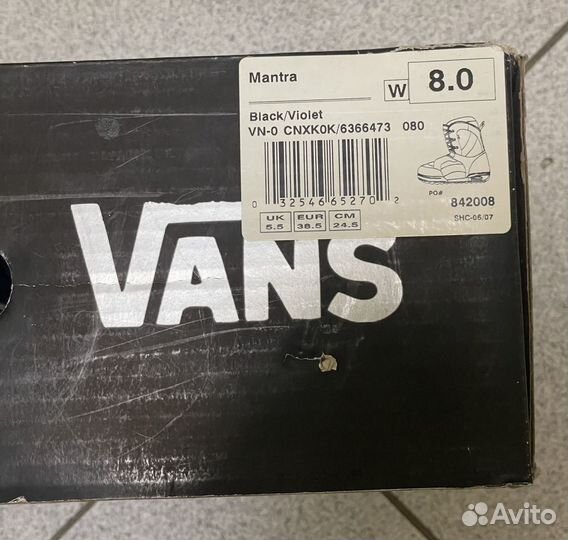 Mantra
W 8.0
Black/Violet
VN-0 CNXK0K/6366473 080
0 32546 65270 2
PO# 842008
SHC-06/07
UK EUR CM
5.5 38.5 24.5
VANS
Avito